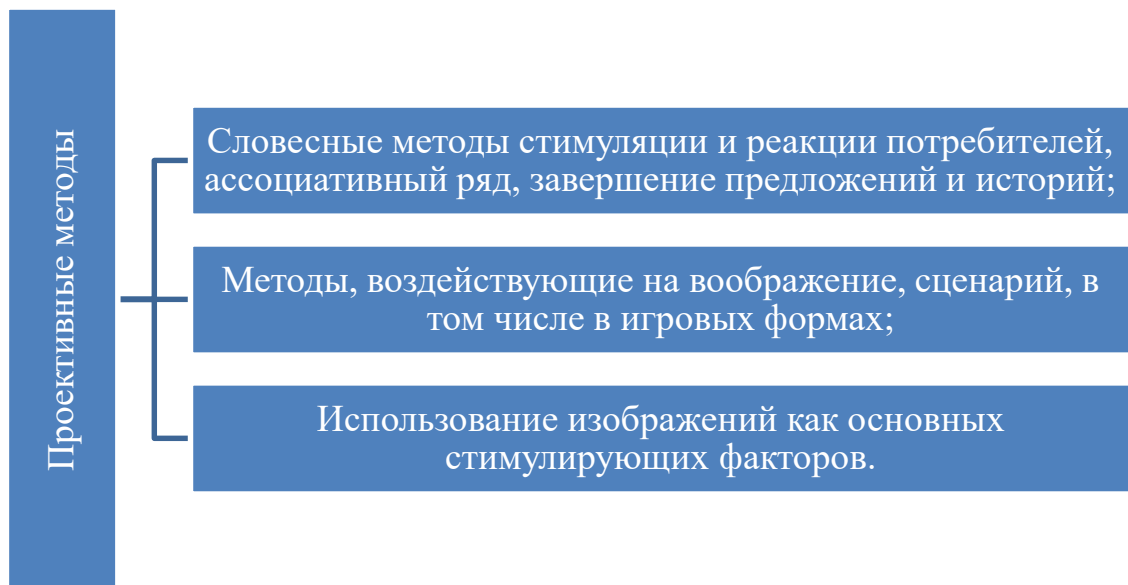 Проективные методы
Словесные методы стимуляции и реакции потребителей,
ассоциативный ряд, завершение предложений и историй;
Методы, воздействующие на воображение, сценарий, в
том числе в игровых формах;
Использование изображений как основных
стимулирующих факторов.